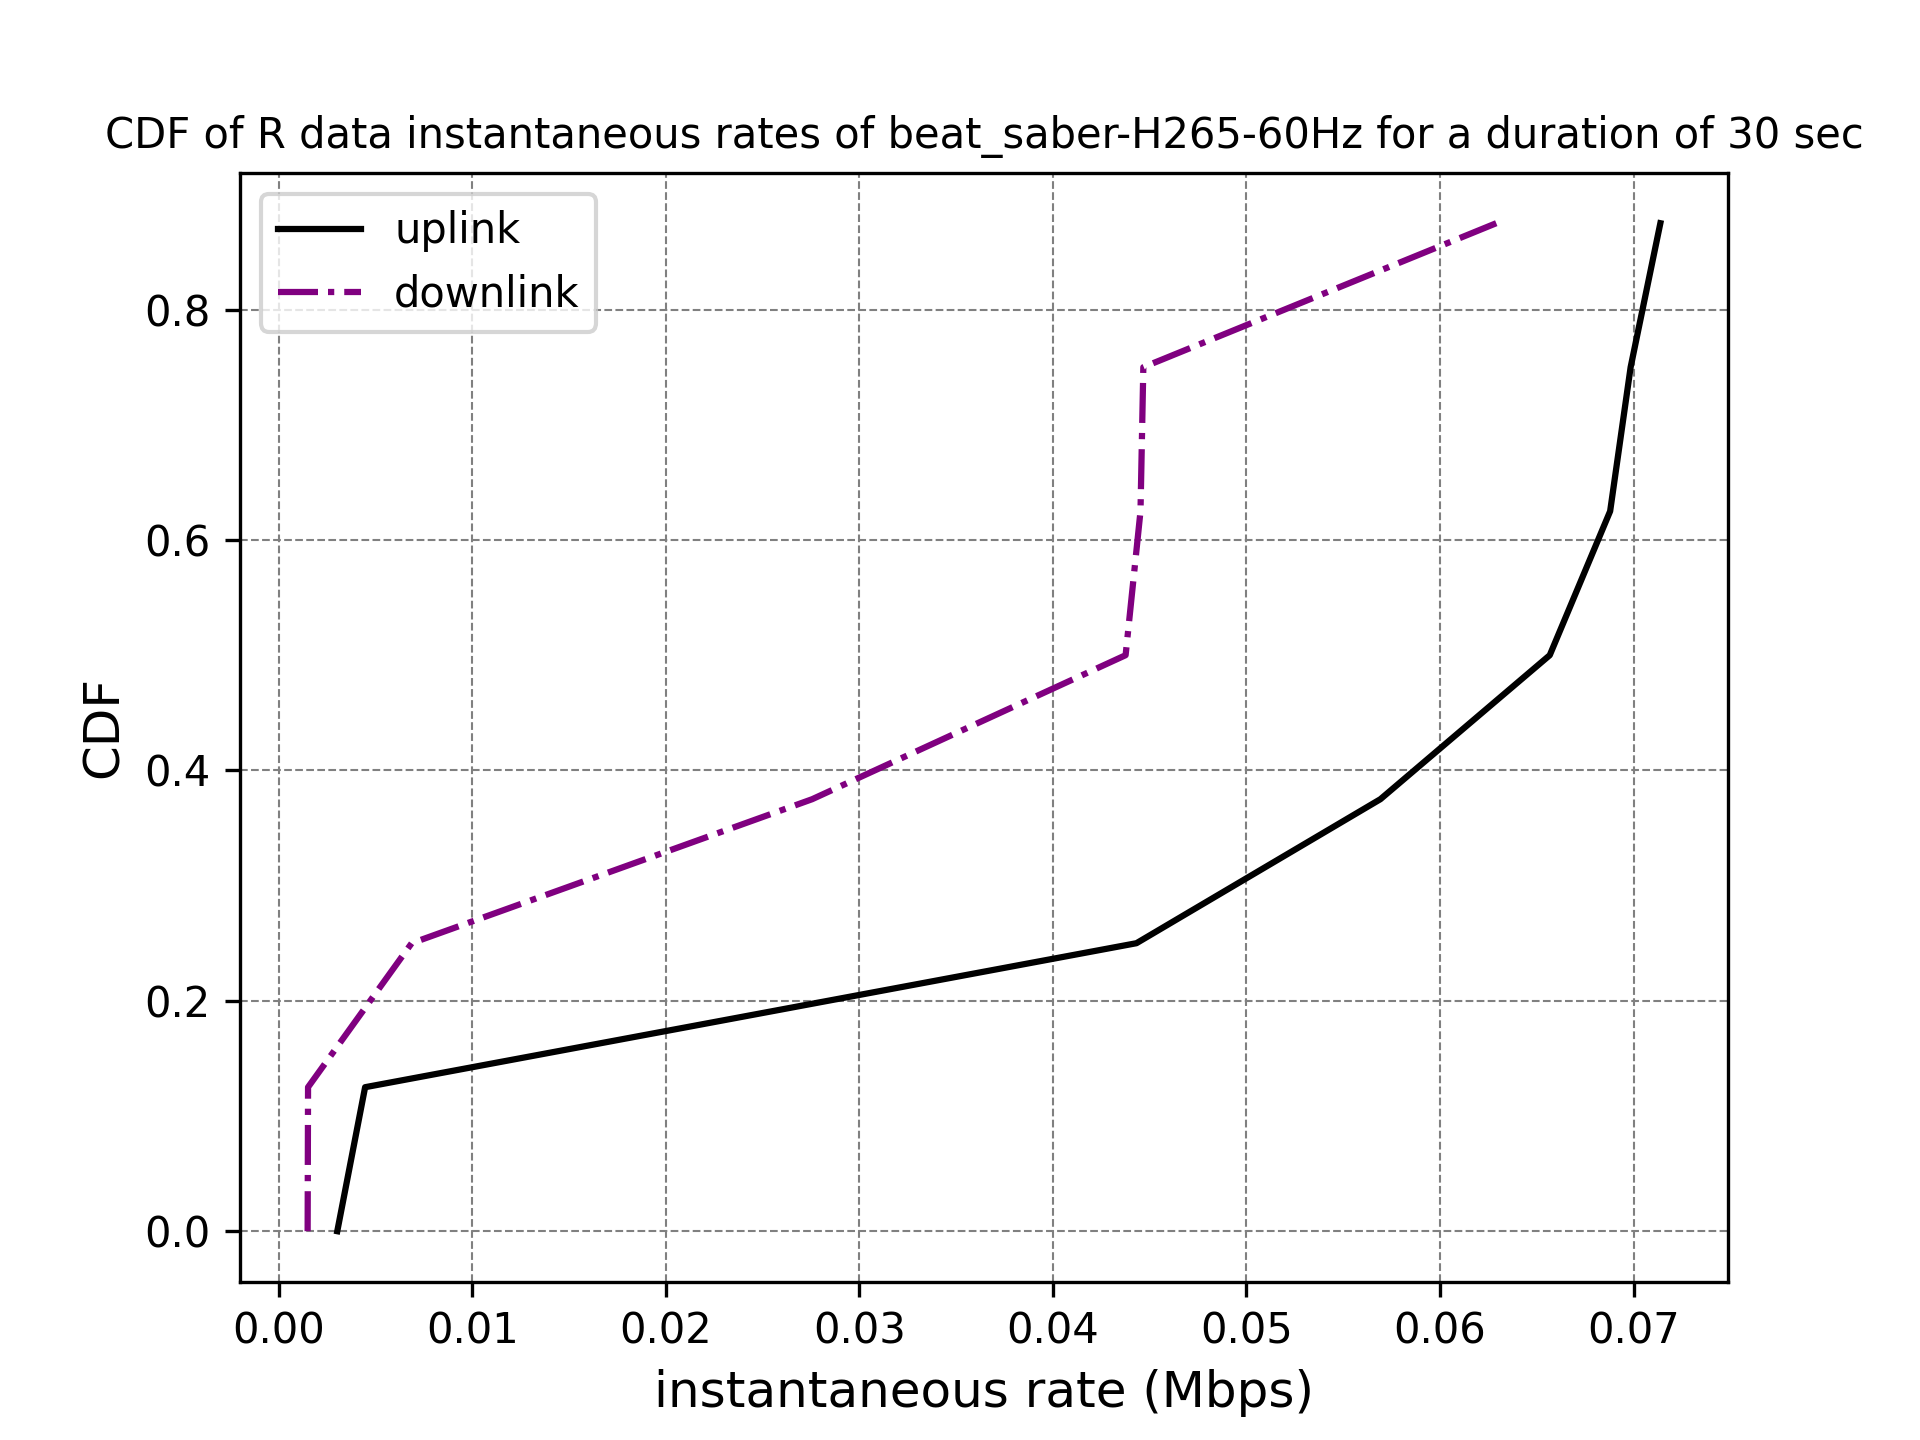 CDF of R data instantaneous rates of beat_saber-H265-60Hz for a duration of 30 sec
uplink
downlink
0.8
0.6
0.4
0.2
0.0
CDF
0.00 0.01 0.02 0.03 0.04 0.05 0.06 0.07
instantaneous rate (Mbps)